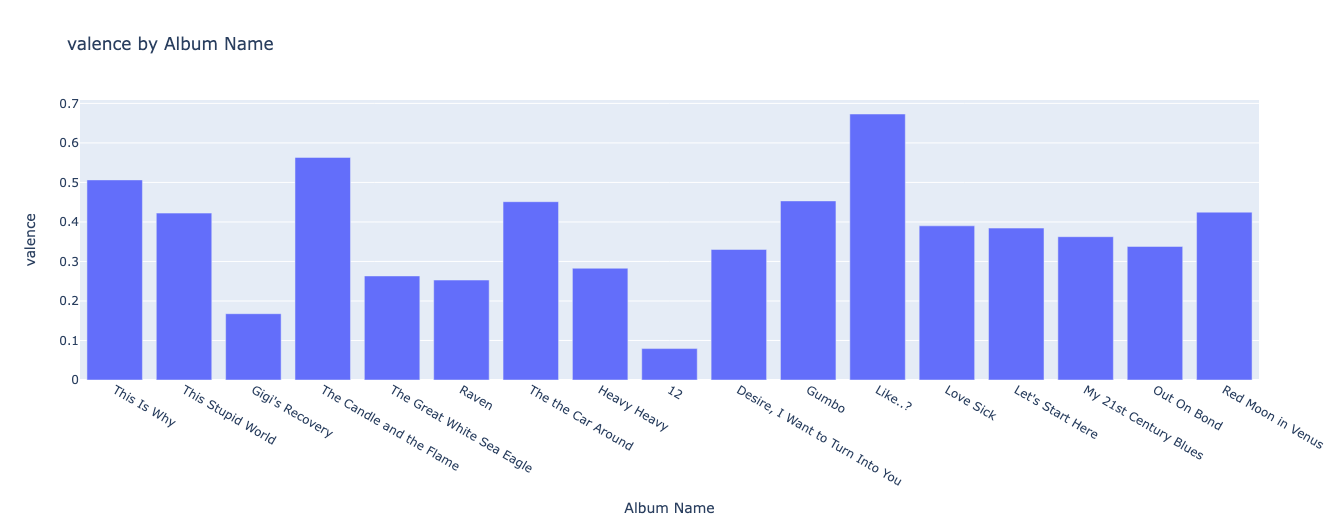 valence by Album Name
0.7
0.6
0.5
0.4
0.3
0.2
0.1
0
valence
This Is Why
This Stupid World
Gigi's Recovery
The Candle and the Flame
The Great White Sea Eagle
Raven
The the Car Around
Heavy Heavy
12
Desire, I Want to Turn Into You
Gumbo
Like..?
Love Sick
Let's Start Here
My 21st Century Blues
Out On Bond
Red Moon in Venus
Album Name